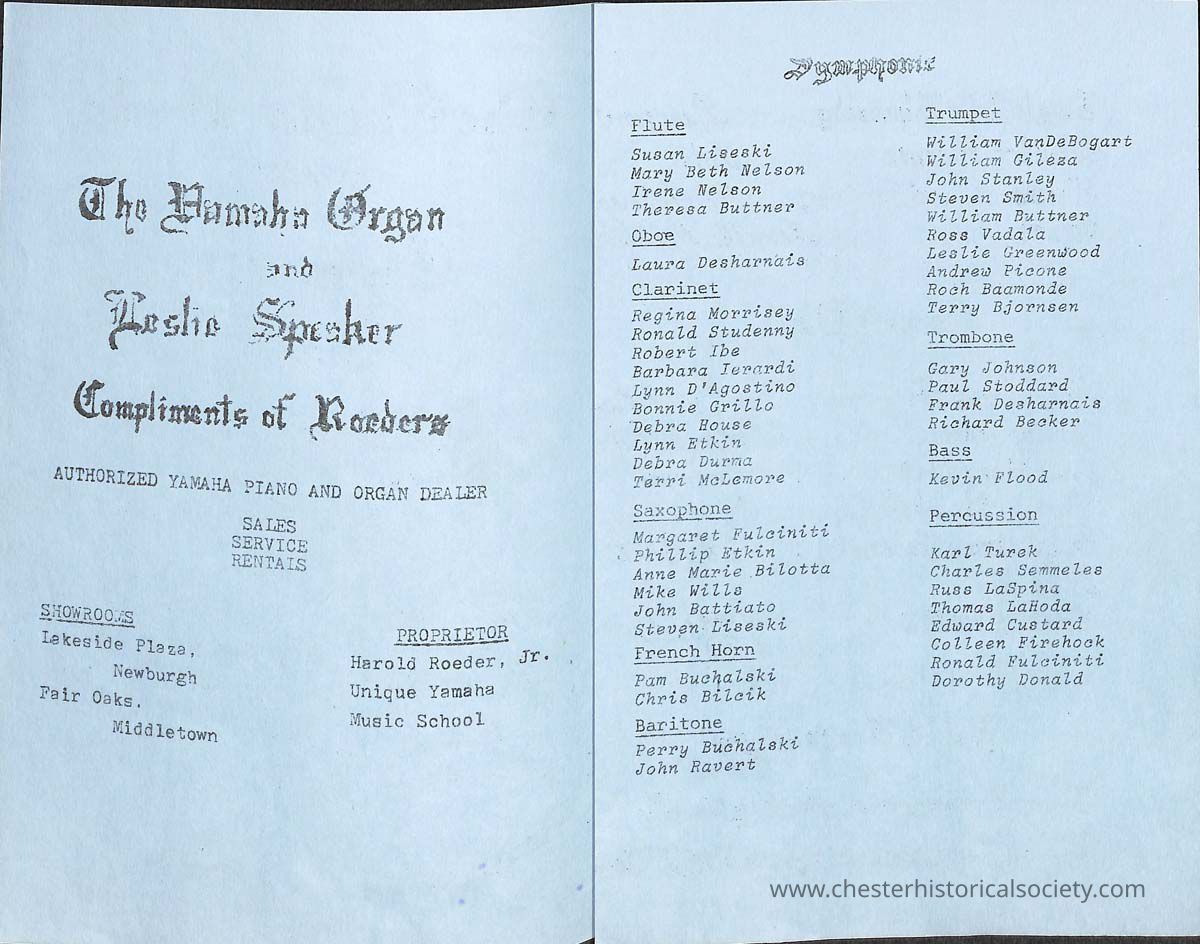 The Yamaha Organ
and
Leslie Speaker
Compliments of Roeders
AUTHORIZED YAMAHA PIANO AND ORGAN DEALER
SALES
SERVICE
RENTALS
SHOWROOMS
Lakeside Plaza,
Newburgh
Fair Oaks,
Middletown
PROPRIETOR
Harold Roeder, Jr.
Unique Yamaha
Music School
Symphonic
Flute
Susan Liseski
Mary Beth Nelson
Irene Nelson
Theresa Buttner
Oboe
Laura Desharnais
Clarinet
Regina Morrisey
Ronald Studenny
Robert Ibe
Barbara Ierardi
Lynn D'Agostino
Bonnie Grillo
Debra House
Lynn Etkin
Debra Durma
Terri McLemore
Saxophone
Margaret Fulciniti
Phillip Etkin
Anne Marie Bilotta
Mike Wills
John Battiato
Steven Liseski
French Horn
Pam Buchalski
Chris Bilcik
Baritone
Perry Buchalski
John Ravert
Trumpet
William VanDeBogart
William Gileza
John Stanley
Steven Smith
William Buttner
Ross Vadala
Leslie Greenwood
Andrew Picone
Roch Baamonde
Terry Bjornsen
Trombone
Gary Johnson
Paul Stoddard
Frank Desharnais
Richard Becker
Bass
Kevin Flood
Percussion
Karl Turek
Charles Semmeles
Russ LaSpina
Thomas LaHoda
Edward Custard
Colleen Firehock
Ronald Fulciniti
Dorothy Donald
www.chesterhistoricalsociety.com